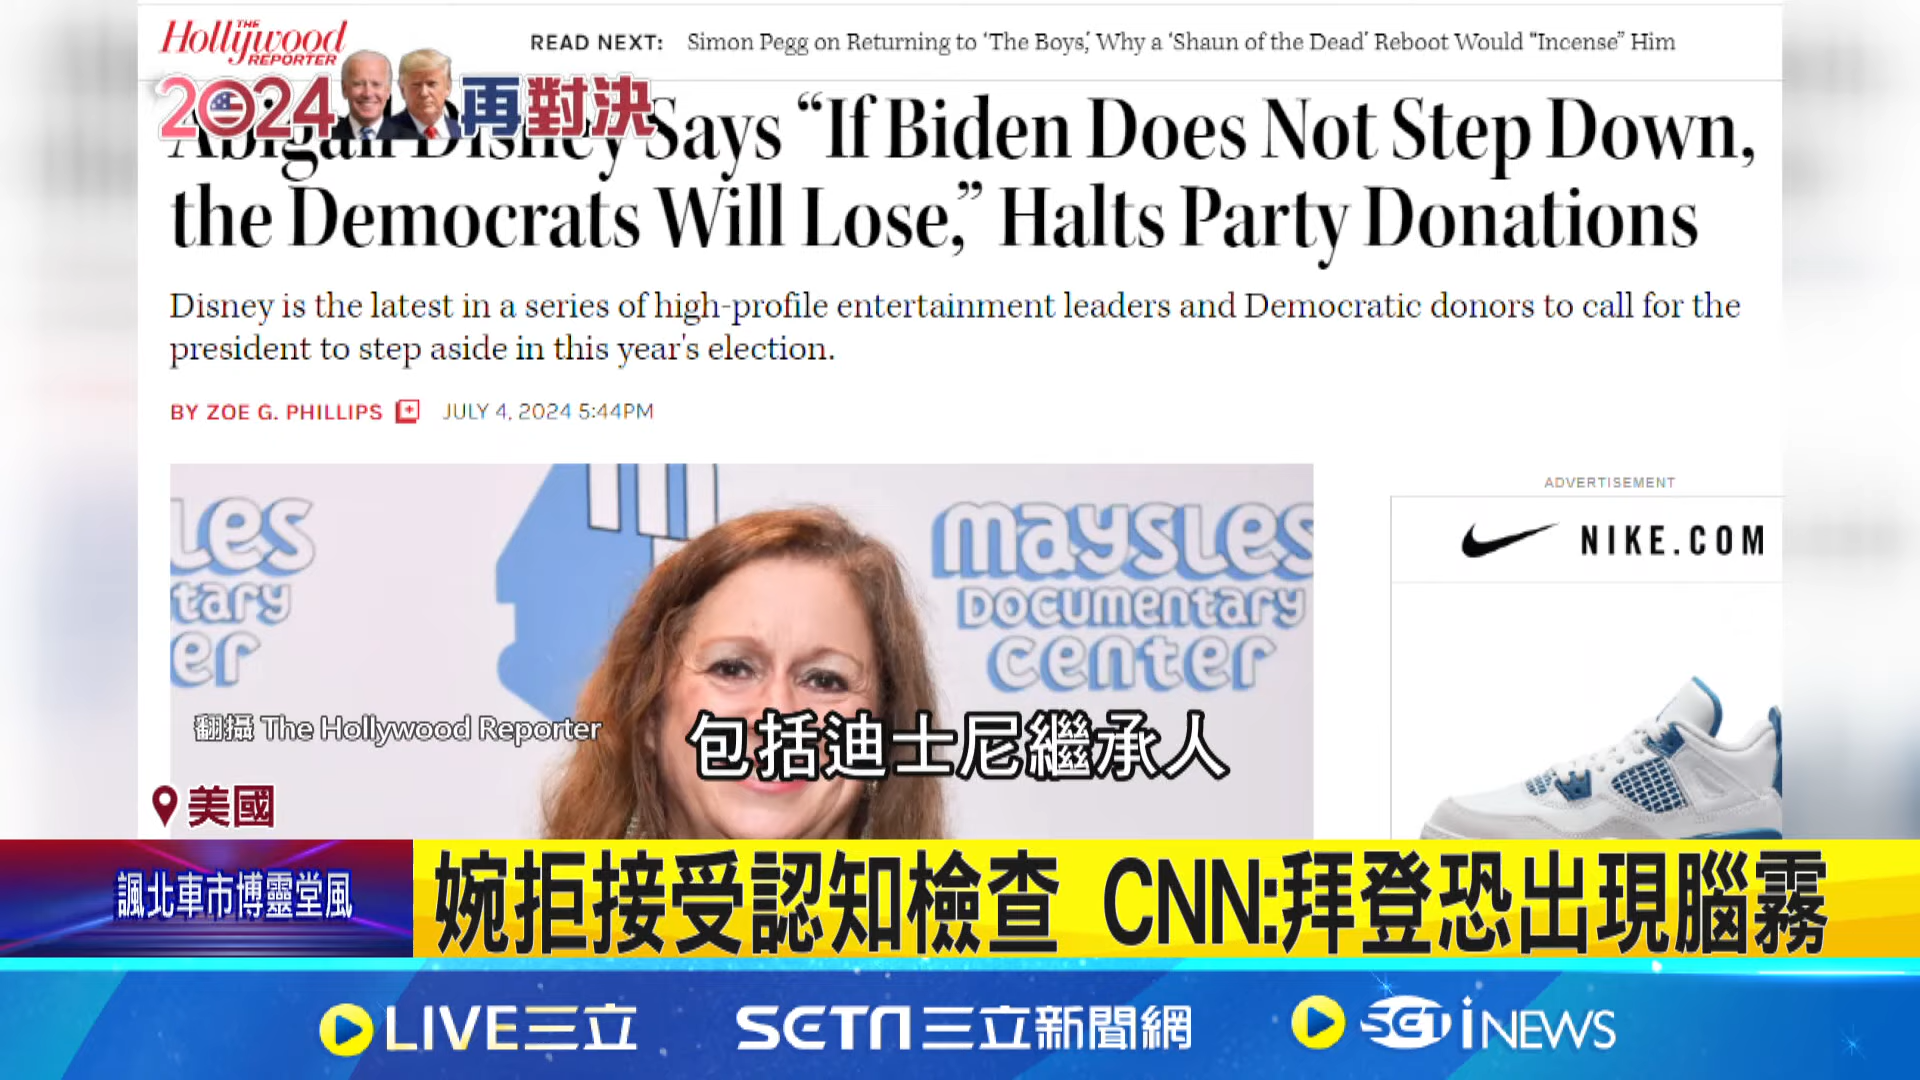 THE
Hollywood
REPORTER
READ NEXT: Simon Pegg on Returning to ‘The Boys,’ Why a ‘Shaun of the Dead’ Reboot Would “Incense” Him
2024 再對決
Abigail Disney Says “If Biden Does Not Step Down,
the Democrats Will Lose,” Halts Party Donations
Disney is the latest in a series of high-profile entertainment leaders and Democratic donors to call for the
president to step aside in this year's election.
BY ZOE G. PHILLIPS JULY 4, 2024 5:44PM
ADVERTISEMENT
NIKE.COM
Les
tary
er
maysles
Documentary
center
翻攝 The Hollywood Reporter
包括迪士尼繼承人
美國
諷北車市博靈堂風
婉拒接受認知檢查 CNN:拜登恐出現腦霧
LIVE三立
SETN三立新聞網
SET iNEWS